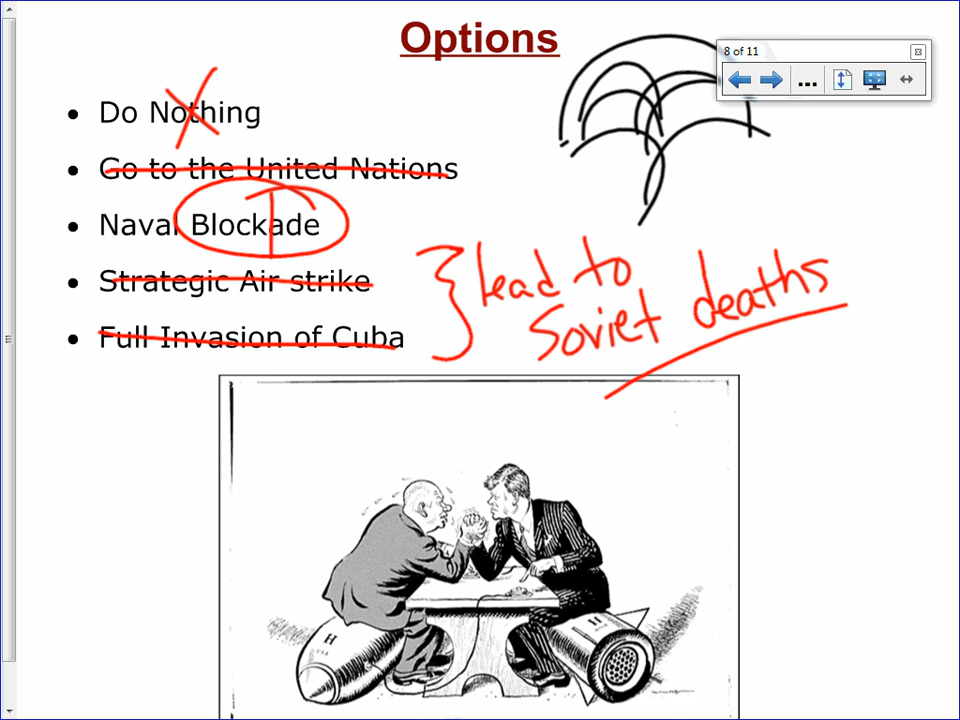 Options
8 of 11
• Do Nothing
• Go to the United Nations
• Naval Blockade
• Strategic Air strike
• Full Invasion of Cuba
lead to
Soviet deaths
H
H